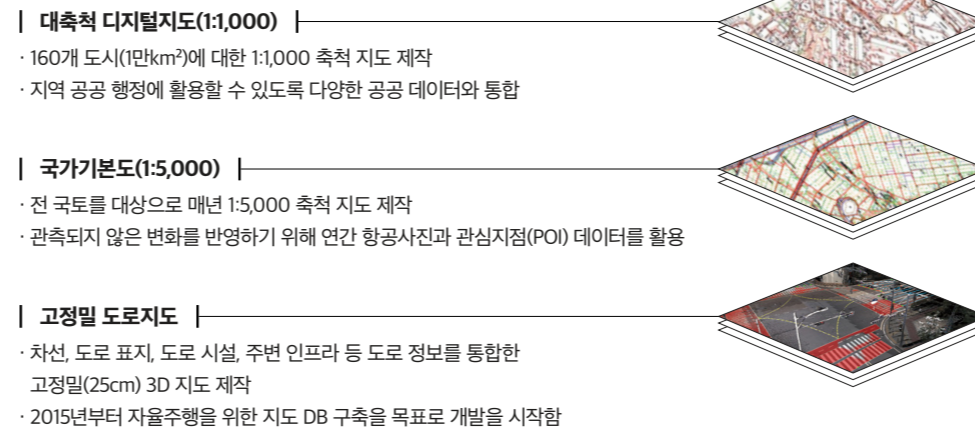 대축척 디지털지도(1:1,000)
· 160개 도시(1만km²)에 대한 1:1,000 축척 지도 제작
· 지역 공공 행정에 활용할 수 있도록 다양한 공공 데이터와 통합
국가기본도(1:5,000)
· 전 국토를 대상으로 매년 1:5,000 축척 지도 제작
· 관측되지 않은 변화를 반영하기 위해 연간 항공사진과 관심지점(POI) 데이터를 활용
고정밀 도로지도
· 차선, 도로 표지, 도로 시설, 주변 인프라 등 도로 정보를 통합한
고정밀(25cm) 3D 지도 제작
· 2015년부터 자율주행을 위한 지도 DB 구축을 목표로 개발을 시작함